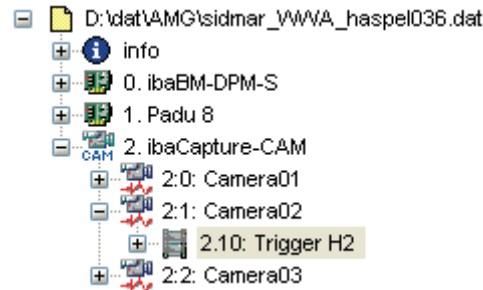 D:\dat\AMG\sidmar_WWA_haspel036.dat
info
0. ibaBM-DPM-S
1. Padu 8
CAM 2. ibaCapture-CAM
2:0: Camera01
2:1: Camera02
2.10: Trigger H2
2:2: Camera03